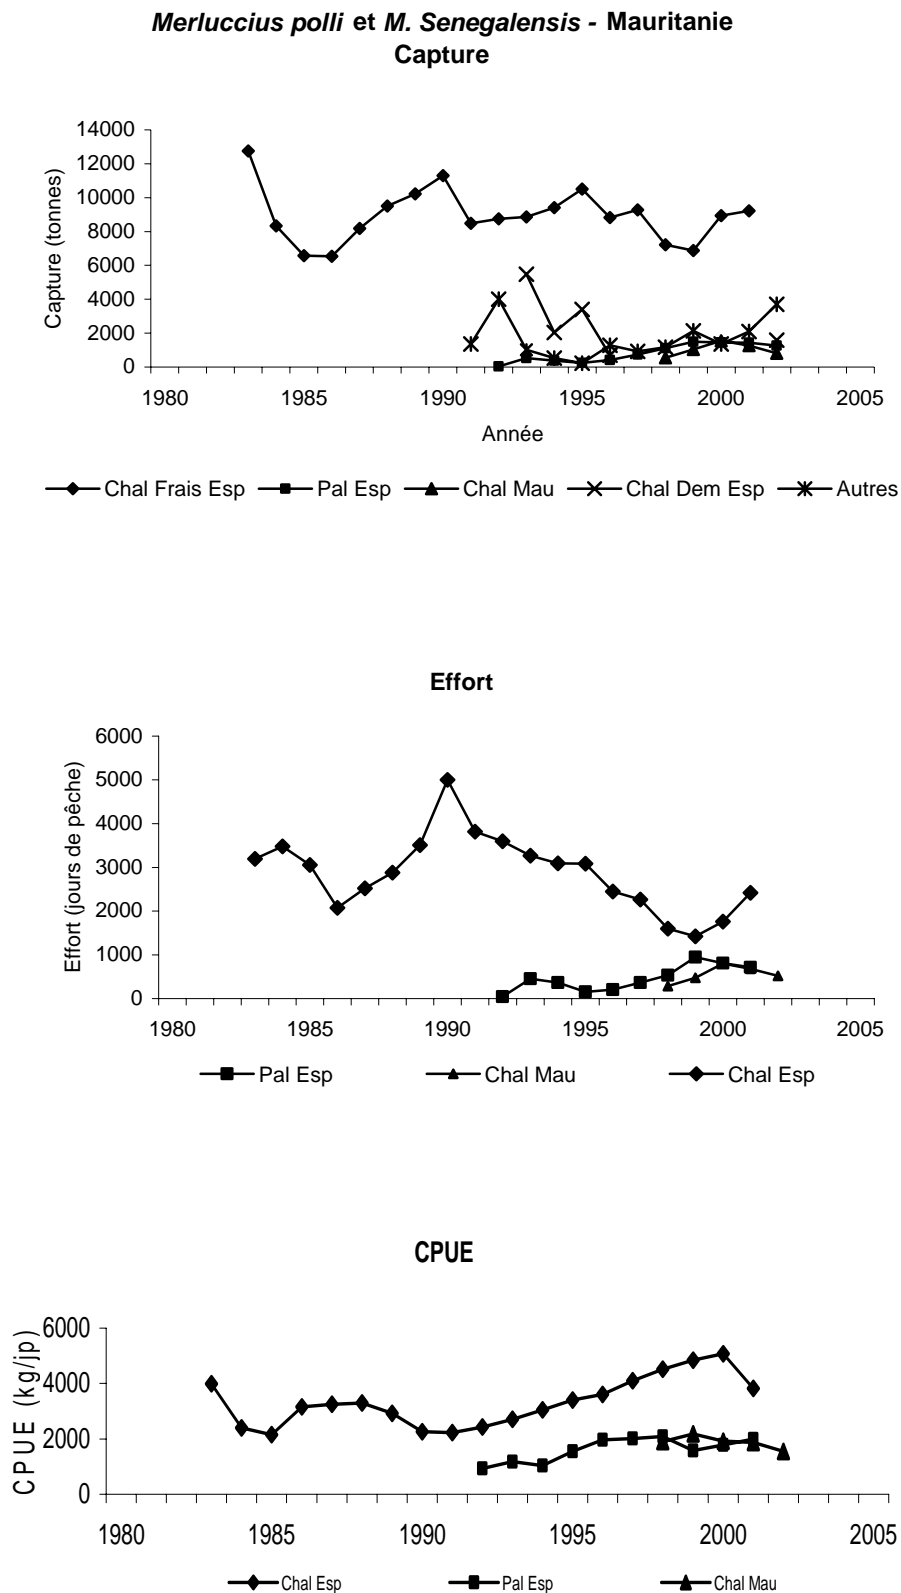 Merluccius polli et M. Senegalensis - Mauritanie
Capture
14000
12000
10000
8000
6000
4000
2000
0
Capture (tonnes)
1980 1985 1990 1995 2000 2005
Année
Chal Frais Esp Pal Esp Chal Mau Chal Dem Esp Autres
Effort
6000
5000
4000
3000
2000
1000
0
Effort (jours de pêche)
1980 1985 1990 1995 2000 2005
Pal Esp Chal Mau Chal Esp
CPUE
6000
4000
2000
0
CPUE (kg/jp)
1980 1985 1990 1995 2000 2005
Chal Esp Pal Esp Chal Mau